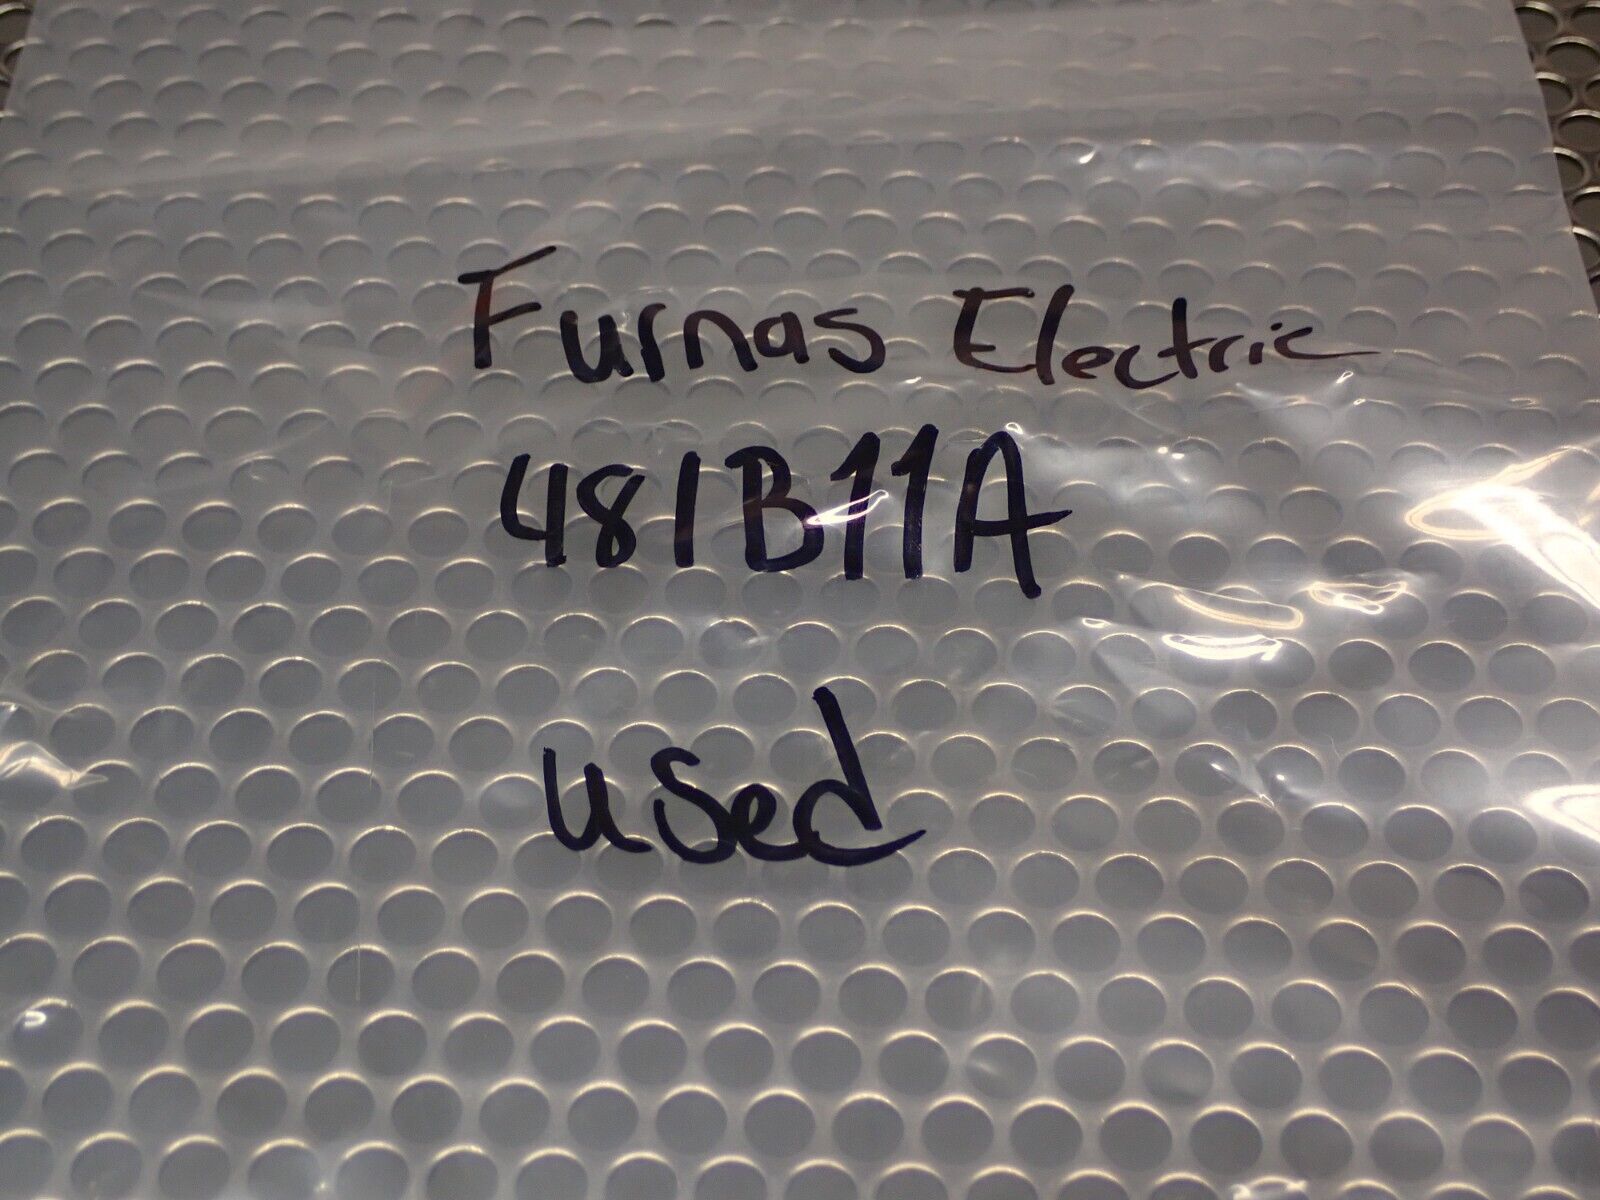 Furnas Electric
481B11A
used